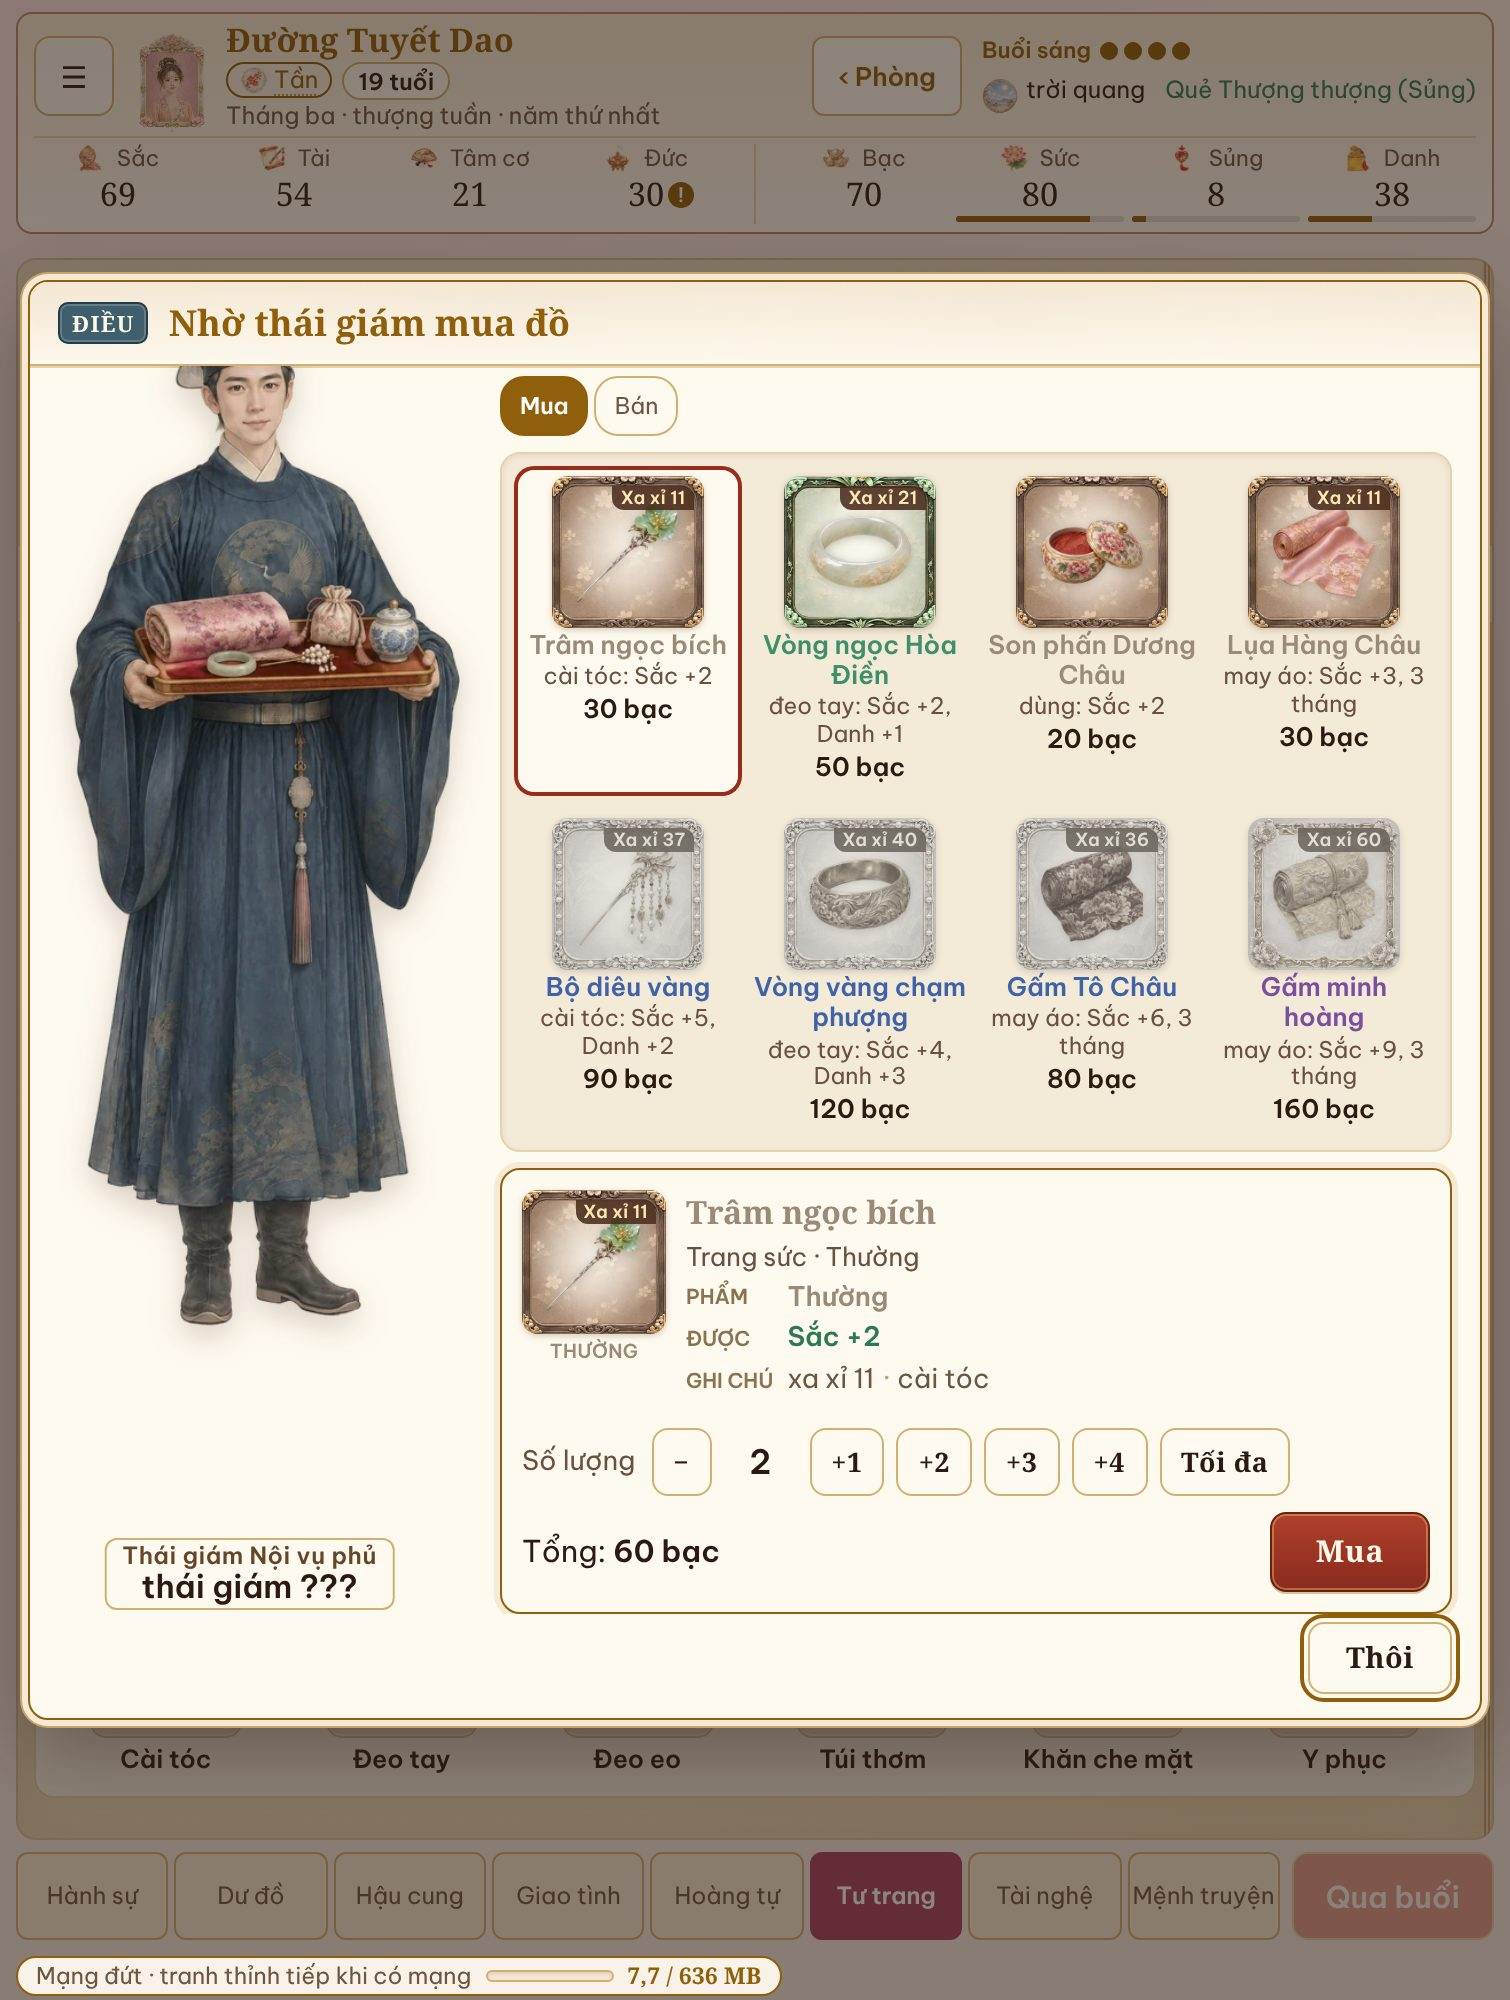 Đường Tuyết Dao
Tần
19 tuổi
Tháng ba · thượng tuần · năm thứ nhất
‹ Phòng
Buổi sáng
trời quang
Quẻ Thượng thượng (Sủng)
Sắc
69
Tài
54
Tâm cơ
21
Đức
30 !
Bạc
70
Sức
80
Sủng
8
Danh
38
ĐIỀU
Nhờ thái giám mua đồ
Mua
Bán
Xa xỉ 11
Trâm ngọc bích
cài tóc: Sắc +2
30 bạc
Xa xỉ 21
Vòng ngọc Hòa
Điền
đeo tay: Sắc +2,
Danh +1
50 bạc
Son phấn Dương
Châu
dùng: Sắc +2
20 bạc
Xa xỉ 11
Lụa Hàng Châu
may áo: Sắc +3, 3
tháng
30 bạc
Xa xỉ 37
Bộ diêu vàng
cài tóc: Sắc +5,
Danh +2
90 bạc
Xa xỉ 40
Vòng vàng chạm
phượng
đeo tay: Sắc +4,
Danh +3
120 bạc
Xa xỉ 36
Gấm Tô Châu
may áo: Sắc +6, 3
tháng
80 bạc
Xa xỉ 60
Gấm minh
hoàng
may áo: Sắc +9, 3
tháng
160 bạc
Xa xỉ 11
THƯỜNG
Trâm ngọc bích
Trang sức · Thường
PHẨM Thường
ĐƯỢC Sắc +2
GHI CHÚ xa xỉ 11 · cài tóc
Số lượng – 2 +1 +2 +3 +4 Tối đa
Tổng: 60 bạc
Mua
Thái giám Nội vụ phủ
thái giám ???
Thôi
Cài tóc
Đeo tay
Đeo eo
Túi thơm
Khăn che mặt
Y phục
Hành sự
Dư đồ
Hậu cung
Giao tình
Hoàng tự
Tư trang
Tài nghệ
Mệnh truyện
Qua buổi
Mạng đứt · tranh thỉnh tiếp khi có mạng 7,7 / 636 MB